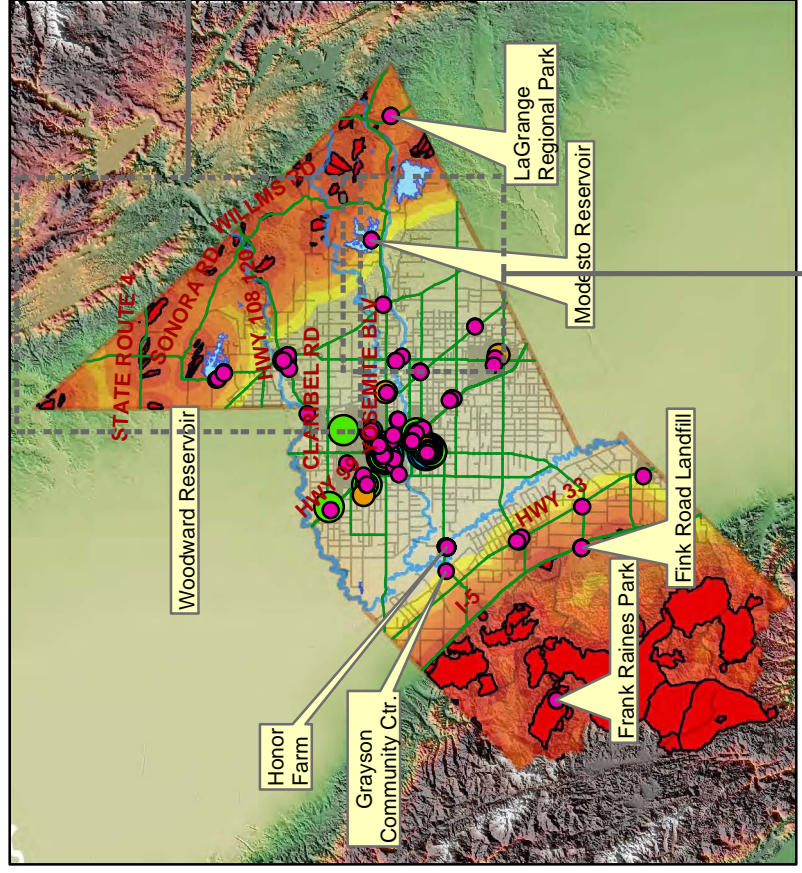 STATE ROUTE 4
SONORA RD
Woodward Reservoir
WILLMS RD
HWY 108 120
Honor
Farm
CLARIBEL RD
HWY 99
Grayson
Community Ctr.
YOSEMITE BLV
I-5
LaGrange
Regional Park
HWY 33
Modesto Reservoir
Frank Raines Park
Fink Road Landfill